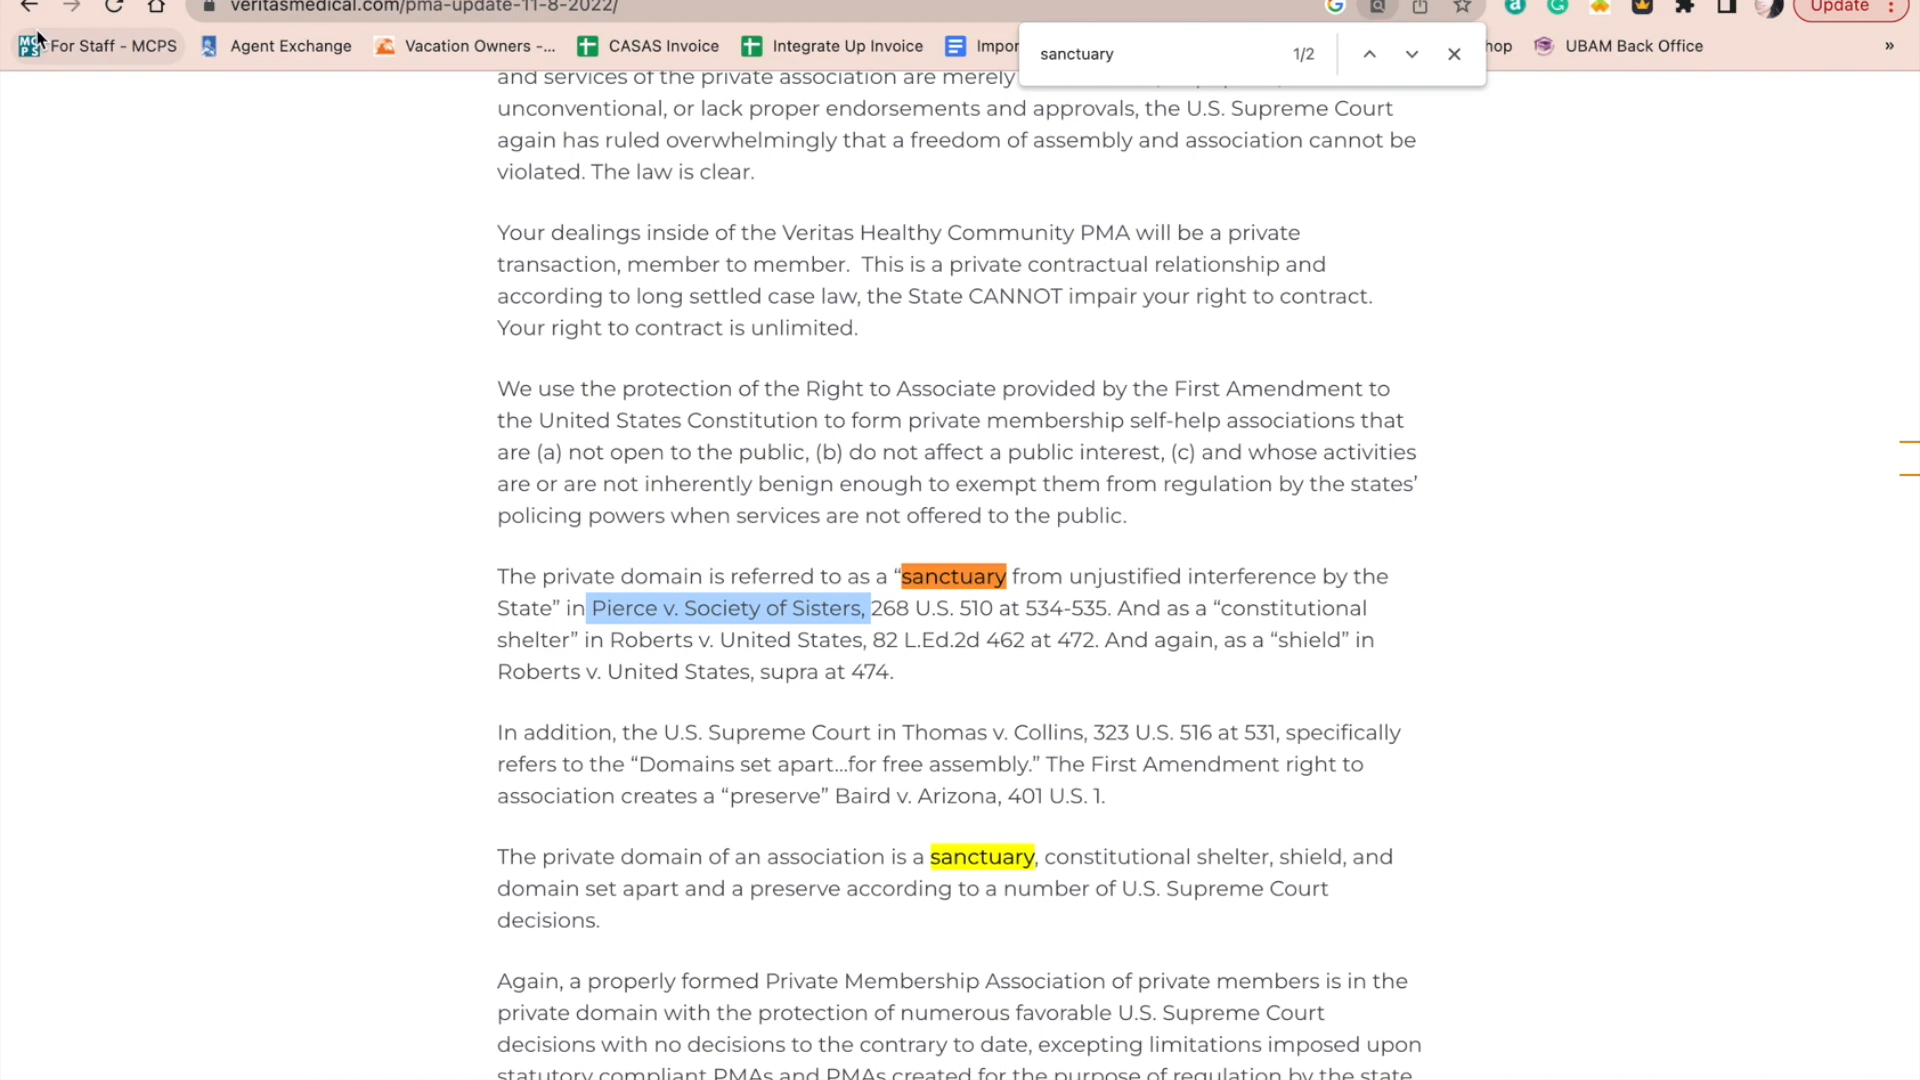 veritasmedical.com/pma-update-11-8-2022/
Update
For Staff - MCPS
Agent Exchange
Vacation Owners -...
CASAS Invoice
Integrate Up Invoice
Impor
sanctuary
1/2
hop
UBAM Back Office
»
and services of the private association are merely
unconventional, or lack proper endorsements and approvals, the U.S. Supreme Court
again has ruled overwhelmingly that a freedom of assembly and association cannot be
violated. The law is clear.
Your dealings inside of the Veritas Healthy Community PMA will be a private
transaction, member to member.  This is a private contractual relationship and
according to long settled case law, the State CANNOT impair your right to contract.
Your right to contract is unlimited.
We use the protection of the Right to Associate provided by the First Amendment to
the United States Constitution to form private membership self-help associations that
are (a) not open to the public, (b) do not affect a public interest, (c) and whose activities
are or are not inherently benign enough to exempt them from regulation by the states’
policing powers when services are not offered to the public.
The private domain is referred to as a “sanctuary from unjustified interference by the
State” in Pierce v. Society of Sisters, 268 U.S. 510 at 534-535. And as a “constitutional
shelter” in Roberts v. United States, 82 L.Ed.2d 462 at 472. And again, as a “shield” in
Roberts v. United States, supra at 474.
In addition, the U.S. Supreme Court in Thomas v. Collins, 323 U.S. 516 at 531, specifically
refers to the “Domains set apart…for free assembly.” The First Amendment right to
association creates a “preserve” Baird v. Arizona, 401 U.S. 1.
The private domain of an association is a sanctuary, constitutional shelter, shield, and
domain set apart and a preserve according to a number of U.S. Supreme Court
decisions.
Again, a properly formed Private Membership Association of private members is in the
private domain with the protection of numerous favorable U.S. Supreme Court
decisions with no decisions to the contrary to date, excepting limitations imposed upon
statutory compliant PMAs and PMAs created for the purpose of regulation by the state